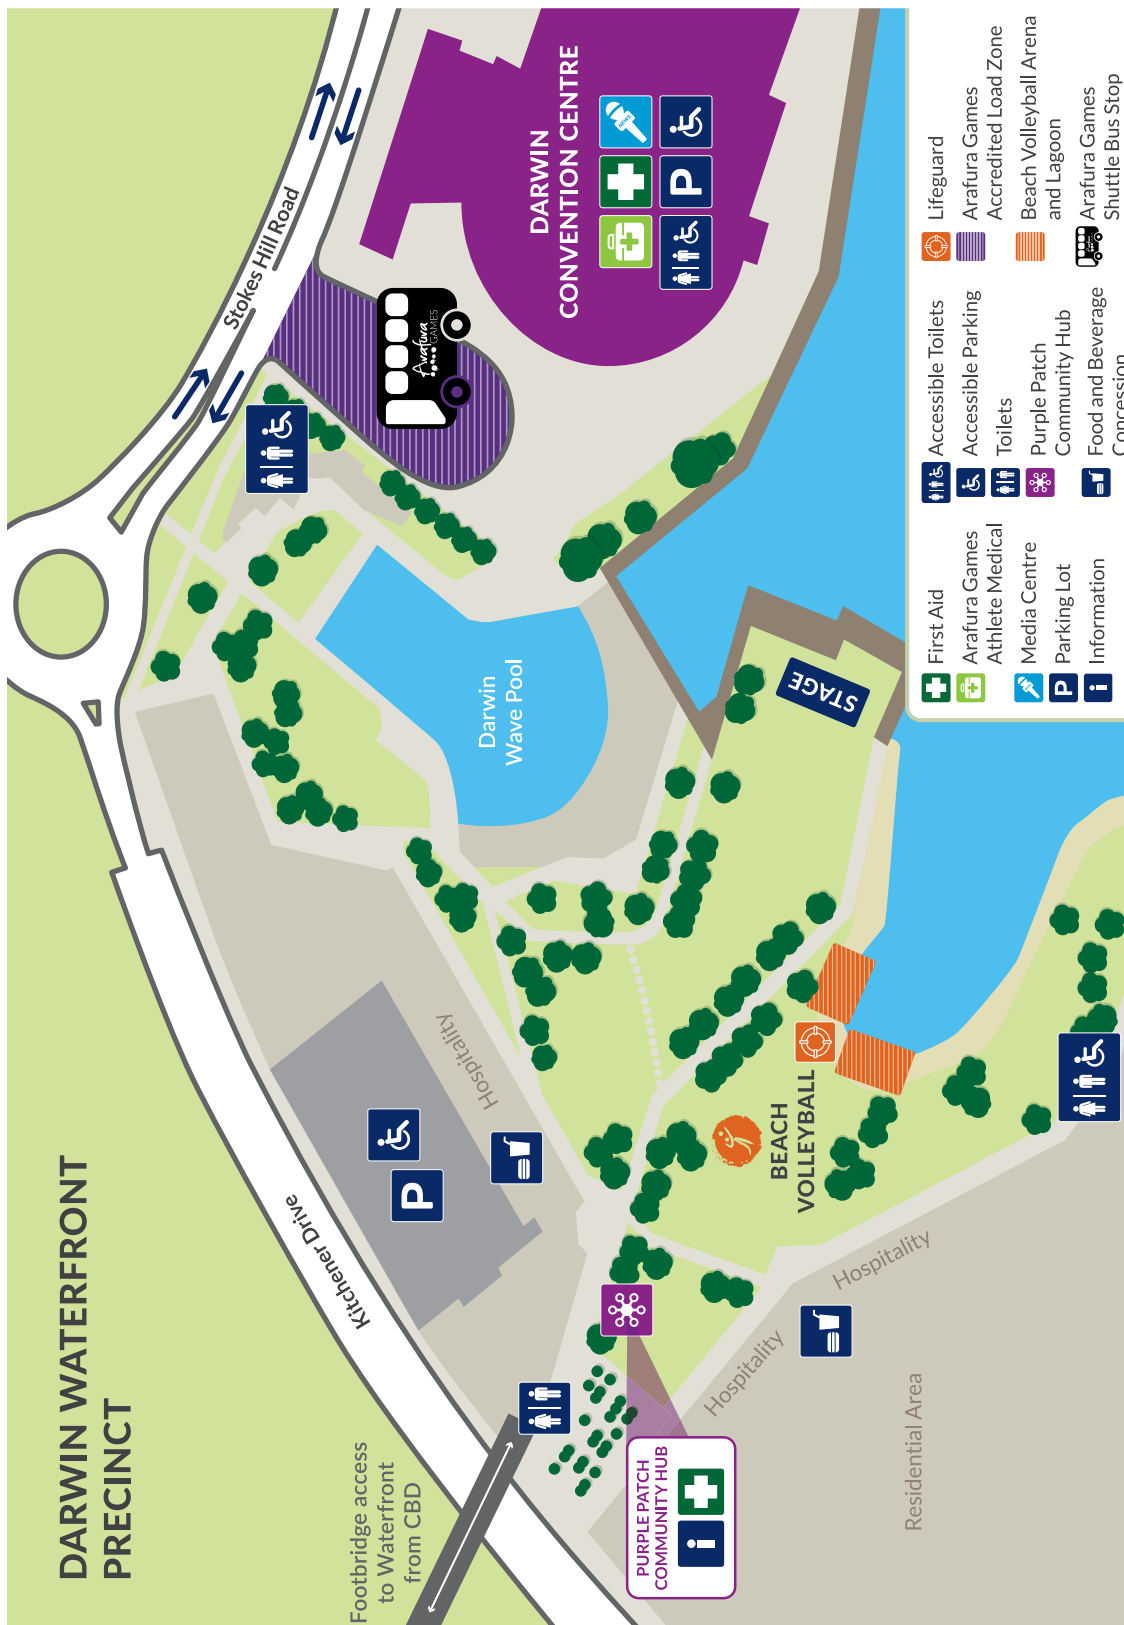 DARWIN WATERFRONT
PRECINCT
Footbridge access
to Waterfront
from CBD
Kitchener Drive
Stokes Hill Road
Arafura
GAMES
DARWIN
CONVENTION CENTRE
NEWS
P
Darwin
Wave Pool
STAGE
Hospitality
P
BEACH
VOLLEYBALL
Hospitality
Hospitality
Residential Area
PURPLE PATCH
COMMUNITY HUB
i
First Aid
Arafura Games
Athlete Medical
Media Centre
P
Parking Lot
i
Information
Accessible Toilets
Accessible Parking
Toilets
Purple Patch
Community Hub
Food and Beverage
Concession
Lifeguard
Arafura Games
Accredited Load Zone
Beach Volleyball Arena
and Lagoon
Arafura Games
Shuttle Bus Stop